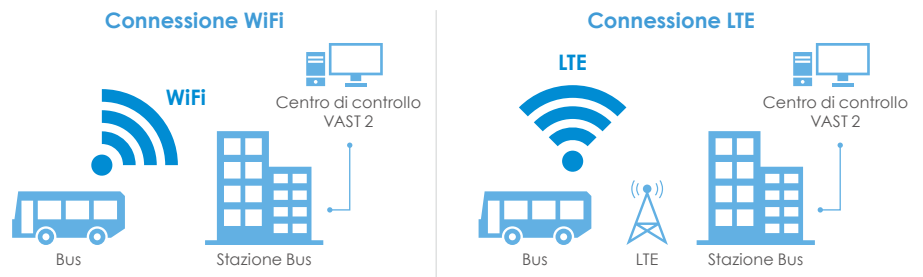 Connessione WiFi
WiFi
Centro di controllo
VAST 2
Bus
Stazione Bus
Connessione LTE
LTE
Centro di controllo
VAST 2
Bus
LTE
Stazione Bus